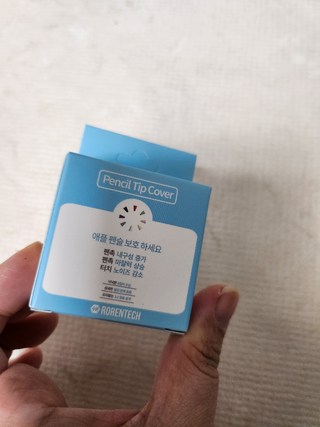 Pencil Tip Cover
애플 펜슬 보호 하세요
펜촉 내구성 증가
펜촉 마찰력 상승
터치 노이즈 감소
RORENTECH